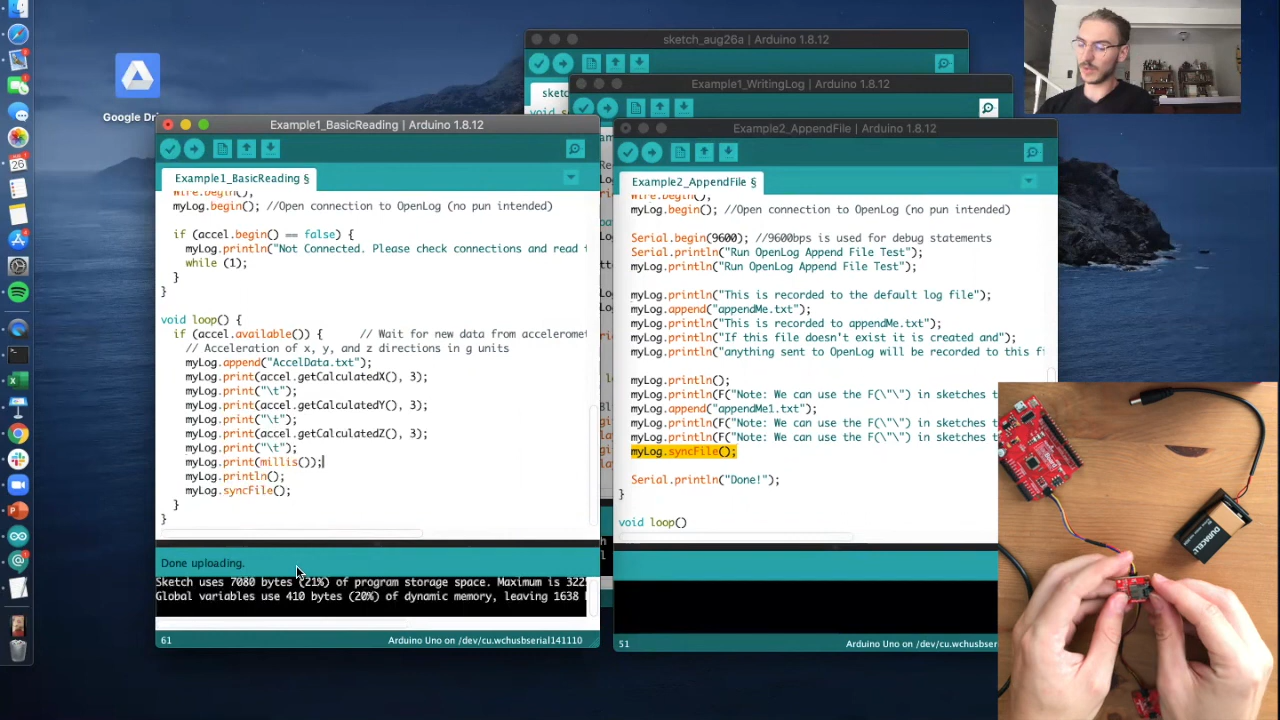 sketch_aug26a | Arduino 1.8.12
Example1_WritingLog | Arduino 1.8.12
Google Dri
Example1_BasicReading | Arduino 1.8.12
Example1_BasicReading §
Wire.begin();
myLog.begin(); //Open connection to OpenLog (no pun intended)
if (accel.begin() == false) {
myLog.println("Not Connected. Please check connections and read t
while (1);
}
}
void loop() {
if (accel.available()) { // Wait for new data from acceleromet
// Acceleration of x, y, and z directions in g units
myLog.append("AccelData.txt");
myLog.print(accel.getCalculatedX(), 3);
myLog.print("\t");
myLog.print(accel.getCalculatedY(), 3);
myLog.print("\t");
myLog.print(accel.getCalculatedZ(), 3);
myLog.print("\t");
myLog.print(millis());
myLog.println();
myLog.syncFile();
}
}
Done uploading.
Sketch uses 7080 bytes (21%) of program storage space. Maximum is 322
Global variables use 410 bytes (20%) of dynamic memory, leaving 1638
61
Arduino Uno on /dev/cu.wchusbserial141110
Example2_AppendFile | Arduino 1.8.12
Example2_AppendFile §
Wire.begin();
myLog.begin(); //Open connection to OpenLog (no pun intended)
Serial.begin(9600); //9600bps is used for debug statements
Serial.println("Run OpenLog Append File Test");
myLog.println("Run OpenLog Append File Test");
myLog.println("This is recorded to the default log file");
myLog.append("appendMe.txt");
myLog.println("This is recorded to appendMe.txt");
myLog.println("If this file doesn't exist it is created and");
myLog.println("anything sent to OpenLog will be recorded to this f
myLog.println();
myLog.println(F("Note: We can use the F(\"\") in sketches t
myLog.append("appendMe1.txt");
myLog.println(F("Note: We can use the F(\"\") in sketches t
myLog.println(F("Note: We can use the F(\"\") in sketches t
myLog.syncFile();
Serial.println("Done!");
}
void loop()
51
Arduino Uno on /dev/cu.wchusbserial14
DURACELL